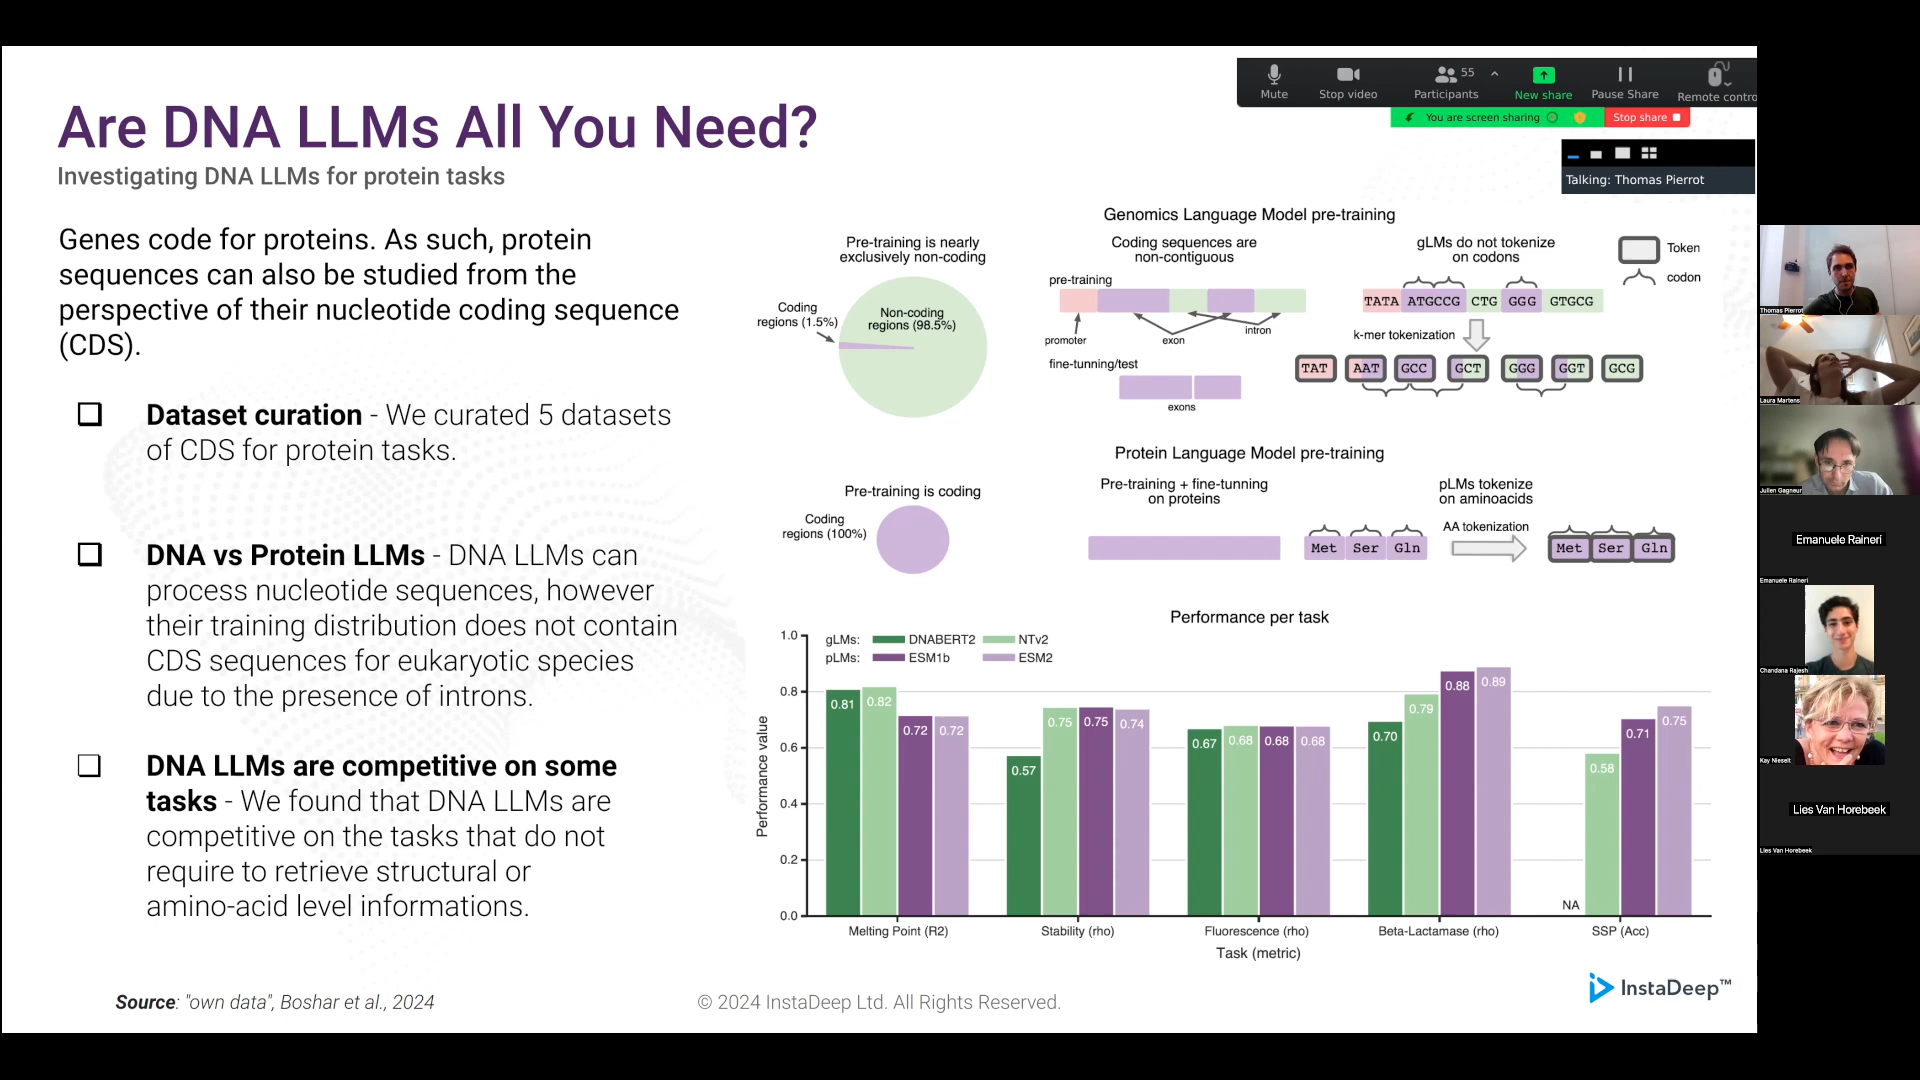 Are DNA LLMs All You Need?
Investigating DNA LLMs for protein tasks
Genes code for proteins. As such, protein
sequences can also be studied from the
perspective of their nucleotide coding sequence
(CDS).
Dataset curation - We curated 5 datasets
of CDS for protein tasks.
DNA vs Protein LLMs - DNA LLMs can
process nucleotide sequences, however
their training distribution does not contain
CDS sequences for eukaryotic species
due to the presence of introns.
DNA LLMs are competitive on some
tasks - We found that DNA LLMs are
competitive on the tasks that do not
require to retrieve structural or
amino-acid level informations.
Source: "own data", Boshar et al., 2024
© 2024 InstaDeep Ltd. All Rights Reserved.
InstaDeep™
Mute
Stop video
Participants
55
New share
Pause Share
Remote contro
You are screen sharing
Stop share
Talking: Thomas Pierrot
Genomics Language Model pre-training
Pre-training is nearly
exclusively non-coding
Coding
regions (1.5%)
Non-coding
regions (98.5%)
Coding sequences are
non-contiguous
pre-training
promoter
exon
intron
fine-tunning/test
exons
gLMs do not tokenize
on codons
Token
codon
TATA ATGCCG CTG GGG GTGCG
k-mer tokenization
TAT AAT GCC GCT GGG GGT GCG
Protein Language Model pre-training
Pre-training is coding
Coding
regions (100%)
Pre-training + fine-tunning
on proteins
pLMs tokenize
on aminoacids
Met Ser Gln
AA tokenization
Met Ser Gln
Performance per task
gLMs: DNABERT2 NTv2
pLMs: ESM1b ESM2
Performance value
1.0
0.8
0.6
0.4
0.2
0.0
0.81 0.82 0.72 0.72
0.57 0.75 0.75 0.74
0.67 0.68 0.68 0.68
0.70 0.79 0.88 0.89
NA 0.58 0.71 0.75
Melting Point (R2)
Stability (rho)
Fluorescence (rho)
Beta-Lactamase (rho)
SSP (Acc)
Task (metric)
Thomas Pierrot
Laura Martens
Julien Gagneur
Emanuele Raineri
Emanuele Raineri
Chandana Rajesh
Kay Nieselt
Lies Van Horebeek
Lies Van Horebeek